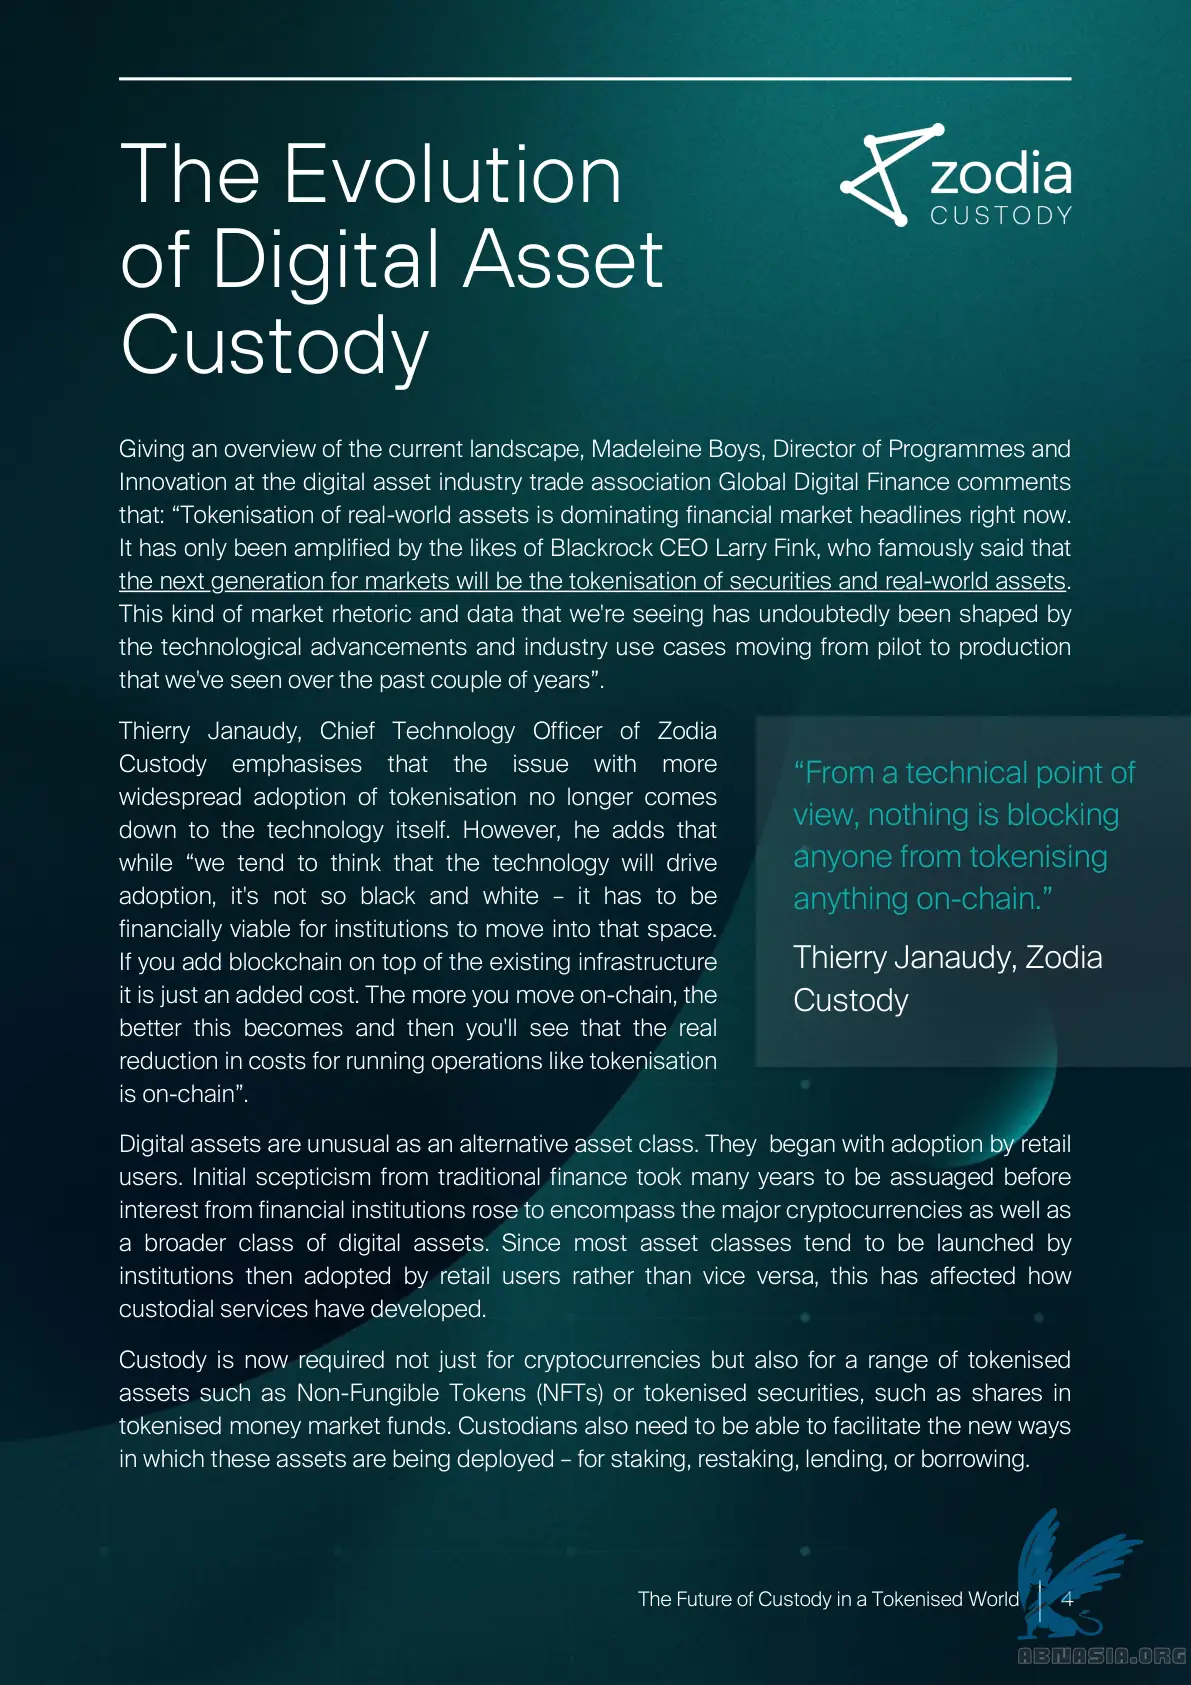 The Evolution
of Digital Asset
Custody
zodia
CUSTODY
Giving an overview of the current landscape, Madeleine Boys, Director of Programmes and
Innovation at the digital asset industry trade association Global Digital Finance comments
that: “Tokenisation of real-world assets is dominating financial market headlines right now.
It has only been amplified by the likes of Blackrock CEO Larry Fink, who famously said that
the next generation for markets will be the tokenisation of securities and real-world assets.
This kind of market rhetoric and data that we're seeing has undoubtedly been shaped by
the technological advancements and industry use cases moving from pilot to production
that we've seen over the past couple of years”.
Thierry Janaudy, Chief Technology Officer of Zodia
Custody emphasises that the issue with more
widespread adoption of tokenisation no longer comes
down to the technology itself. However, he adds that
while “we tend to think that the technology will drive
adoption, it's not so black and white – it has to be
financially viable for institutions to move into that space.
If you add blockchain on top of the existing infrastructure
it is just an added cost. The more you move on-chain, the
better this becomes and then you'll see that the real
reduction in costs for running operations like tokenisation
is on-chain”.
“From a technical point of
view, nothing is blocking
anyone from tokenising
anything on-chain.”
Thierry Janaudy, Zodia
Custody
Digital assets are unusual as an alternative asset class. They  began with adoption by retail
users. Initial scepticism from traditional finance took many years to be assuaged before
interest from financial institutions rose to encompass the major cryptocurrencies as well as
a broader class of digital assets. Since most asset classes tend to be launched by
institutions then adopted by retail users rather than vice versa, this has affected how
custodial services have developed.
Custody is now required not just for cryptocurrencies but also for a range of tokenised
assets such as Non-Fungible Tokens (NFTs) or tokenised securities, such as shares in
tokenised money market funds. Custodians also need to be able to facilitate the new ways
in which these assets are being deployed – for staking, restaking, lending, or borrowing.
The Future of Custody in a Tokenised World
4
ABNASIA.ORG